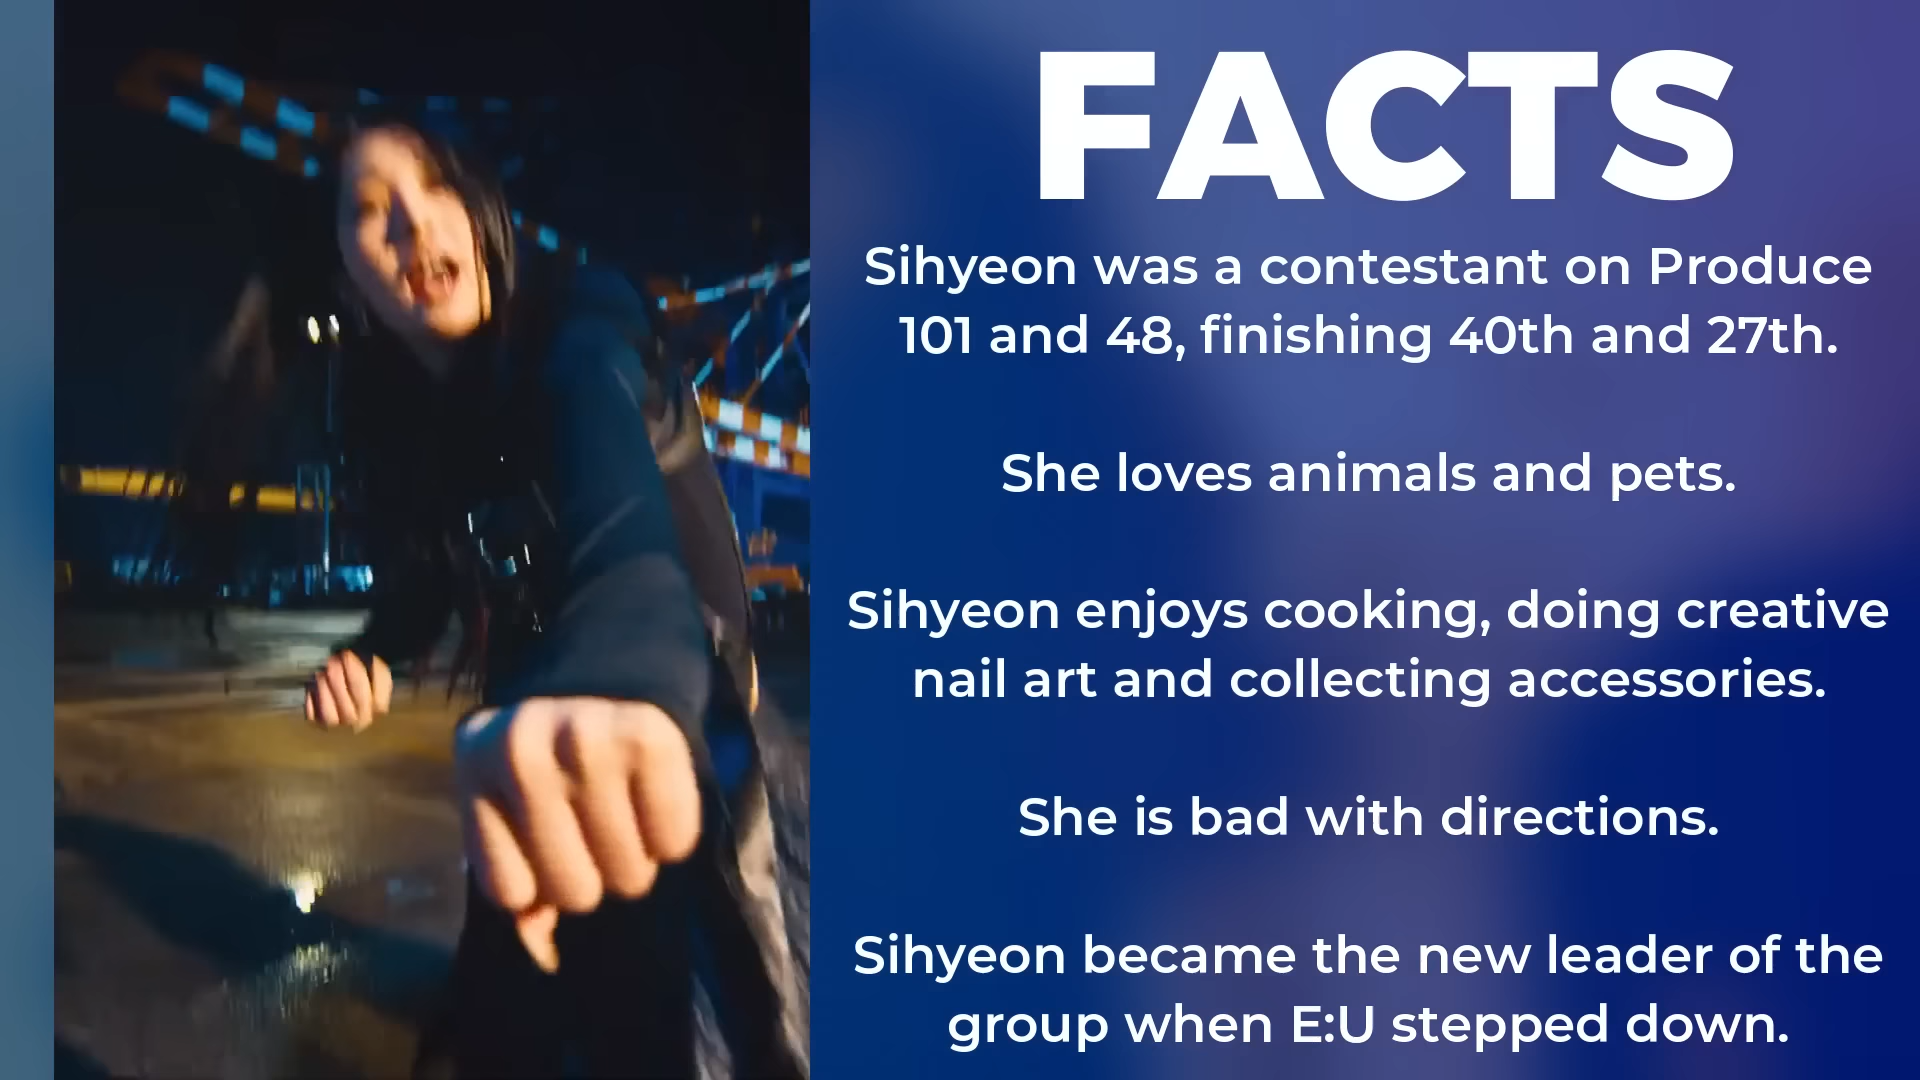 FACTS
Sihyeon was a contestant on Produce
101 and 48, finishing 40th and 27th.
She loves animals and pets.
Sihyeon enjoys cooking, doing creative
nail art and collecting accessories.
She is bad with directions.
Sihyeon became the new leader of the
group when E:U stepped down.